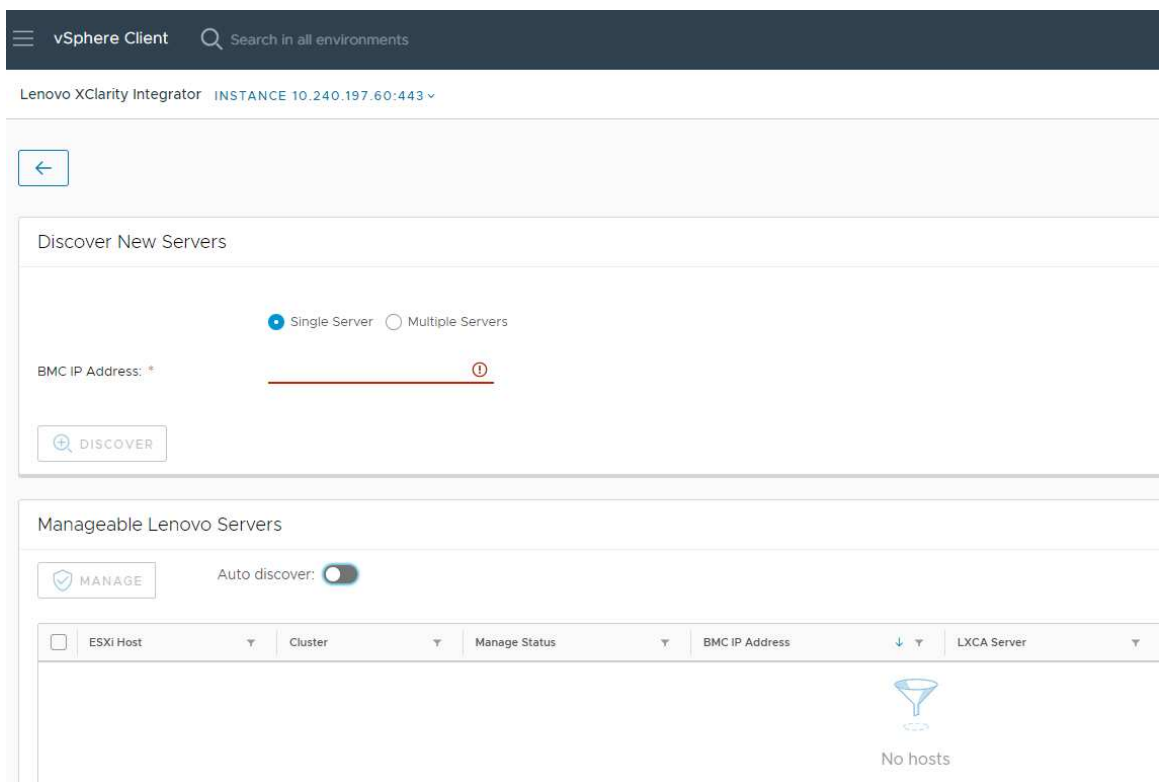 vSphere Client Search in all environments
Lenovo XClarity Integrator INSTANCE 10.240.197.60:443
Discover New Servers
Single Server Multiple Servers
BMC IP Address: *
DISCOVER
Manageable Lenovo Servers
MANAGE Auto discover:
ESXi Host Cluster Manage Status BMC IP Address LXCA Server
No hosts